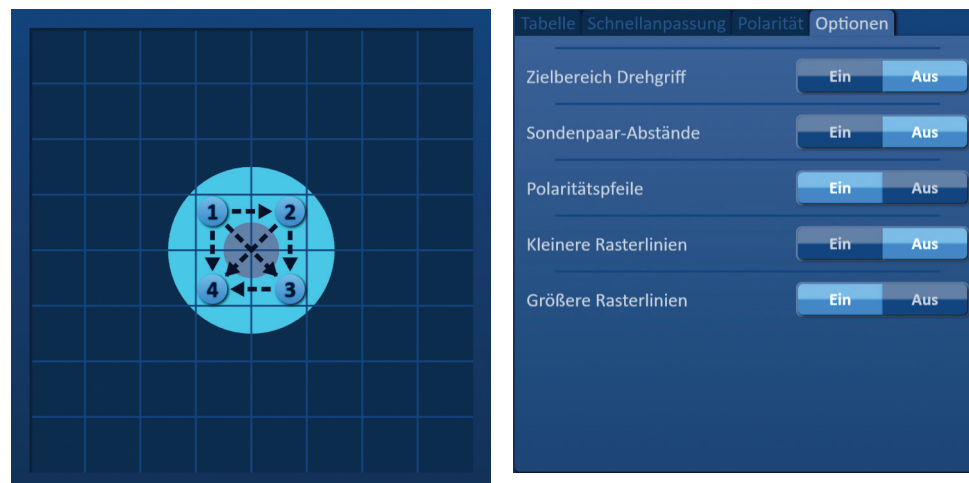 1 2
4 3
Tabelle Schnellanpassung Polarität Optionen
Zielbereich Drehgriff Ein Aus
Sondenpaar-Abstände Ein Aus
Polaritätspfeile Ein Aus
Kleinere Rasterlinien Ein Aus
Größere Rasterlinien Ein Aus